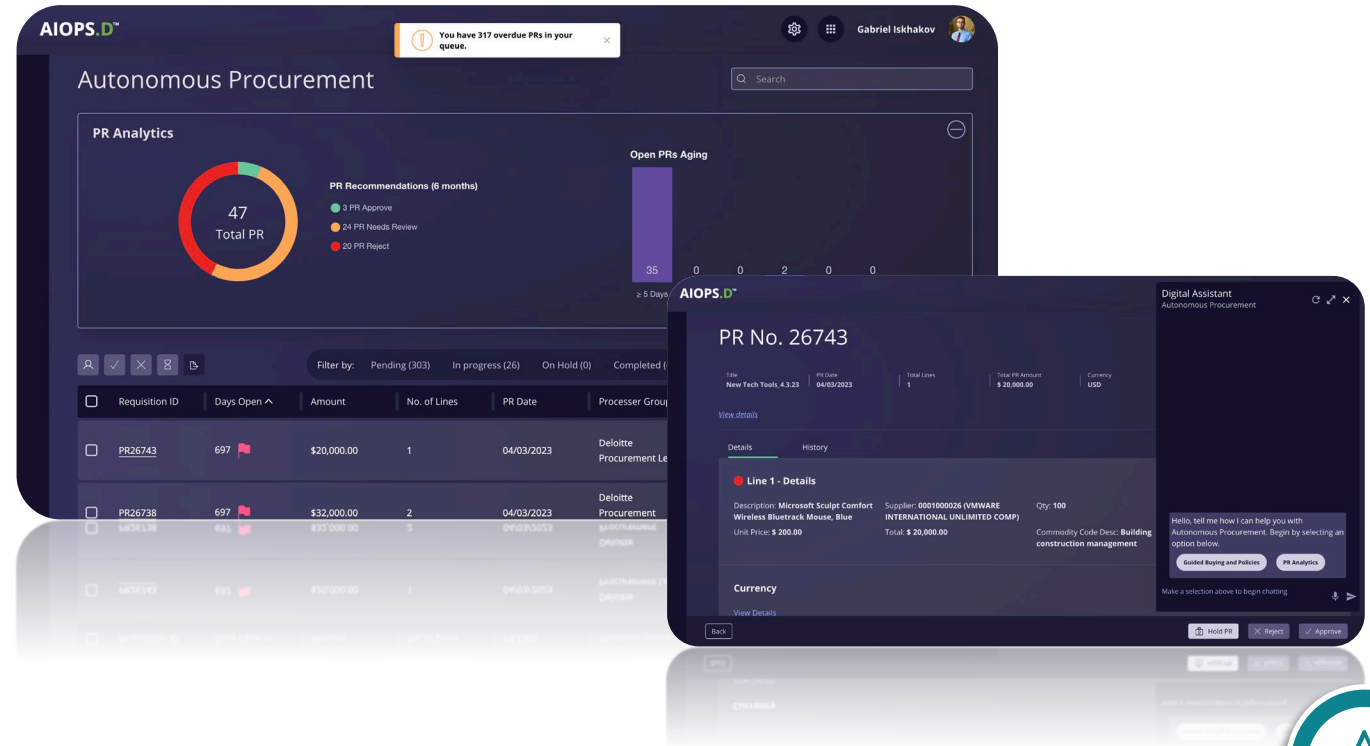 AIOPS.D™
You have 317 overdue PRs in your
queue.
Gabriel Iskhakov
Autonomous Procurement
Search
PR Analytics
47
Total PR
PR Recommendations (6 months)
3 PR Approve
24 PR Needs Review
20 PR Reject
Open PRs Aging
35 0 0 2 0 0
≥ 5 Days
Filter by: Pending (303) In progress (26) On Hold (0) Completed (
Requisition ID Days Open Amount No. of Lines PR Date Processer Grou
PR26743 697 $20,000.00 1 04/03/2023 Deloitte
Procurement Le
PR26738 697 $32,000.00 2 04/03/2023 Deloitte
Procurement
AIOPS.D™
PR No. 26743
Title PR Date Total Lines Total PR Amount Currency
New Tech Tools_4.3.23 04/03/2023 1 $ 20,000.00 USD
View details
Details History
Line 1 - Details
Description: Microsoft Sculpt Comfort
Wireless Bluetrack Mouse, Blue
Supplier: 0001000026 (VMWARE
INTERNATIONAL UNLIMITED COMP)
Qty: 100
Unit Price: $ 200.00
Total: $ 20,000.00
Commodity Code Desc: Building
construction management
Currency
View Details
Back
Hold PR
Reject
Approve
Digital Assistant
Autonomous Procurement
Hello, tell me how I can help you with
Autonomous Procurement. Begin by selecting an
option below.
Guided Buying and Policies PR Analytics
Make a selection above to begin chatting